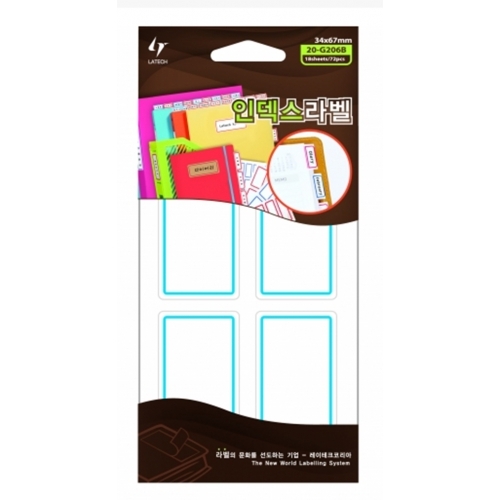 LATECH
34x67mm
20-G206B
18sheets/72pcs
인덱스라벨
라벨의 문화를 선도하는 기업 - 레이테크코리아
The New World Labelling System